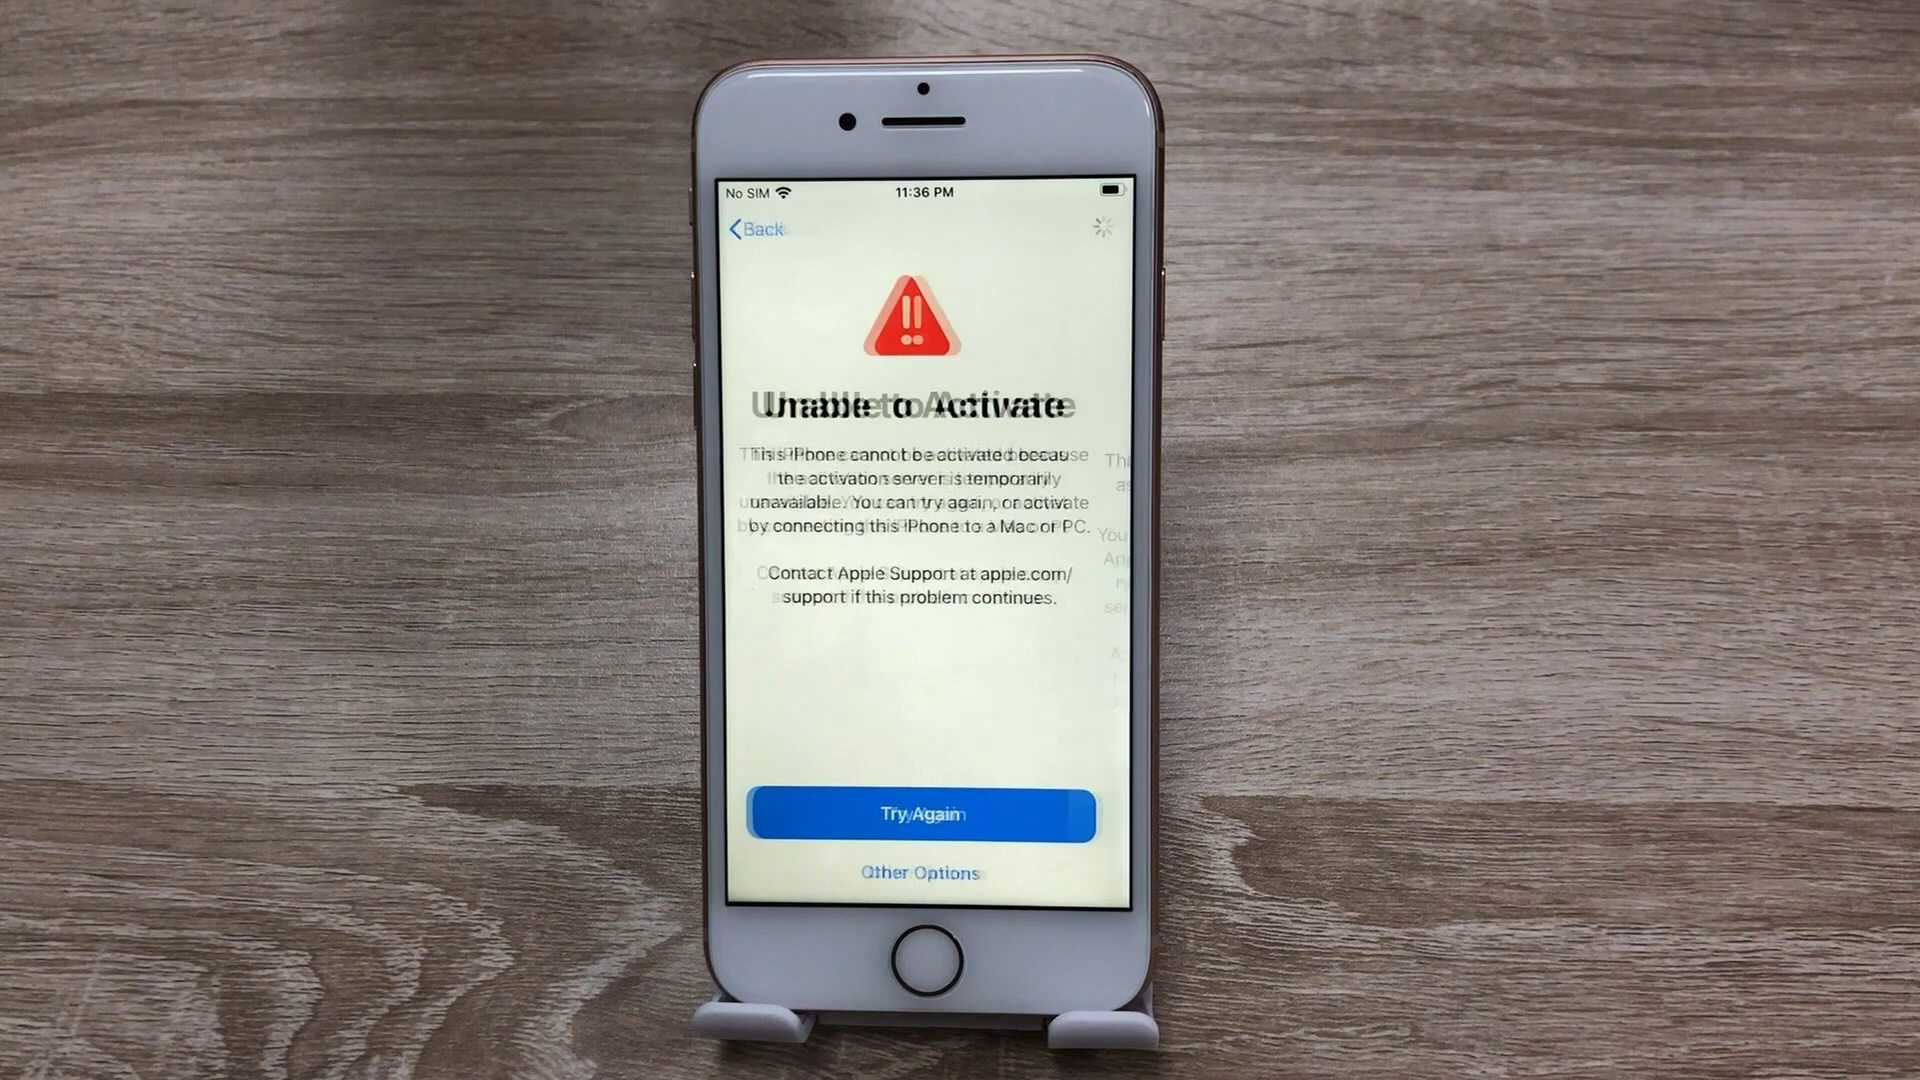 No SIM 11:36 PM
Back
Unable to Activate
This iPhone cannot be activated because
the activation server is temporarily
unavailable. You can try again, or activate
by connecting this iPhone to a Mac or PC.
Contact Apple Support at apple.com/
support if this problem continues.
Try Again
Other Options